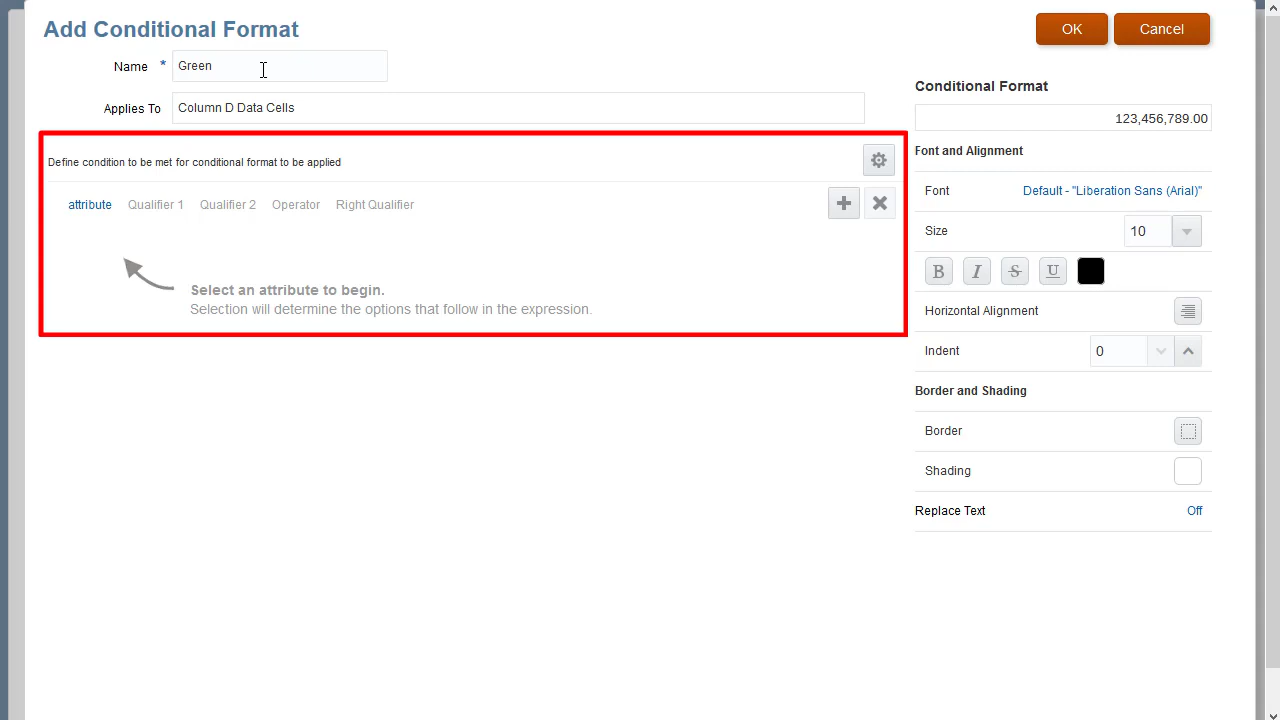 Add Conditional Format
OK
Cancel
Name * Green
Applies To Column D Data Cells
Define condition to be met for conditional format to be applied
attribute Qualifier 1 Qualifier 2 Operator Right Qualifier
Select an attribute to begin.
Selection will determine the options that follow in the expression.
Conditional Format
123,456,789.00
Font and Alignment
Font Default - "Liberation Sans (Arial)"
Size 10
B I S U
Horizontal Alignment
Indent 0
Border and Shading
Border
Shading
Replace Text Off